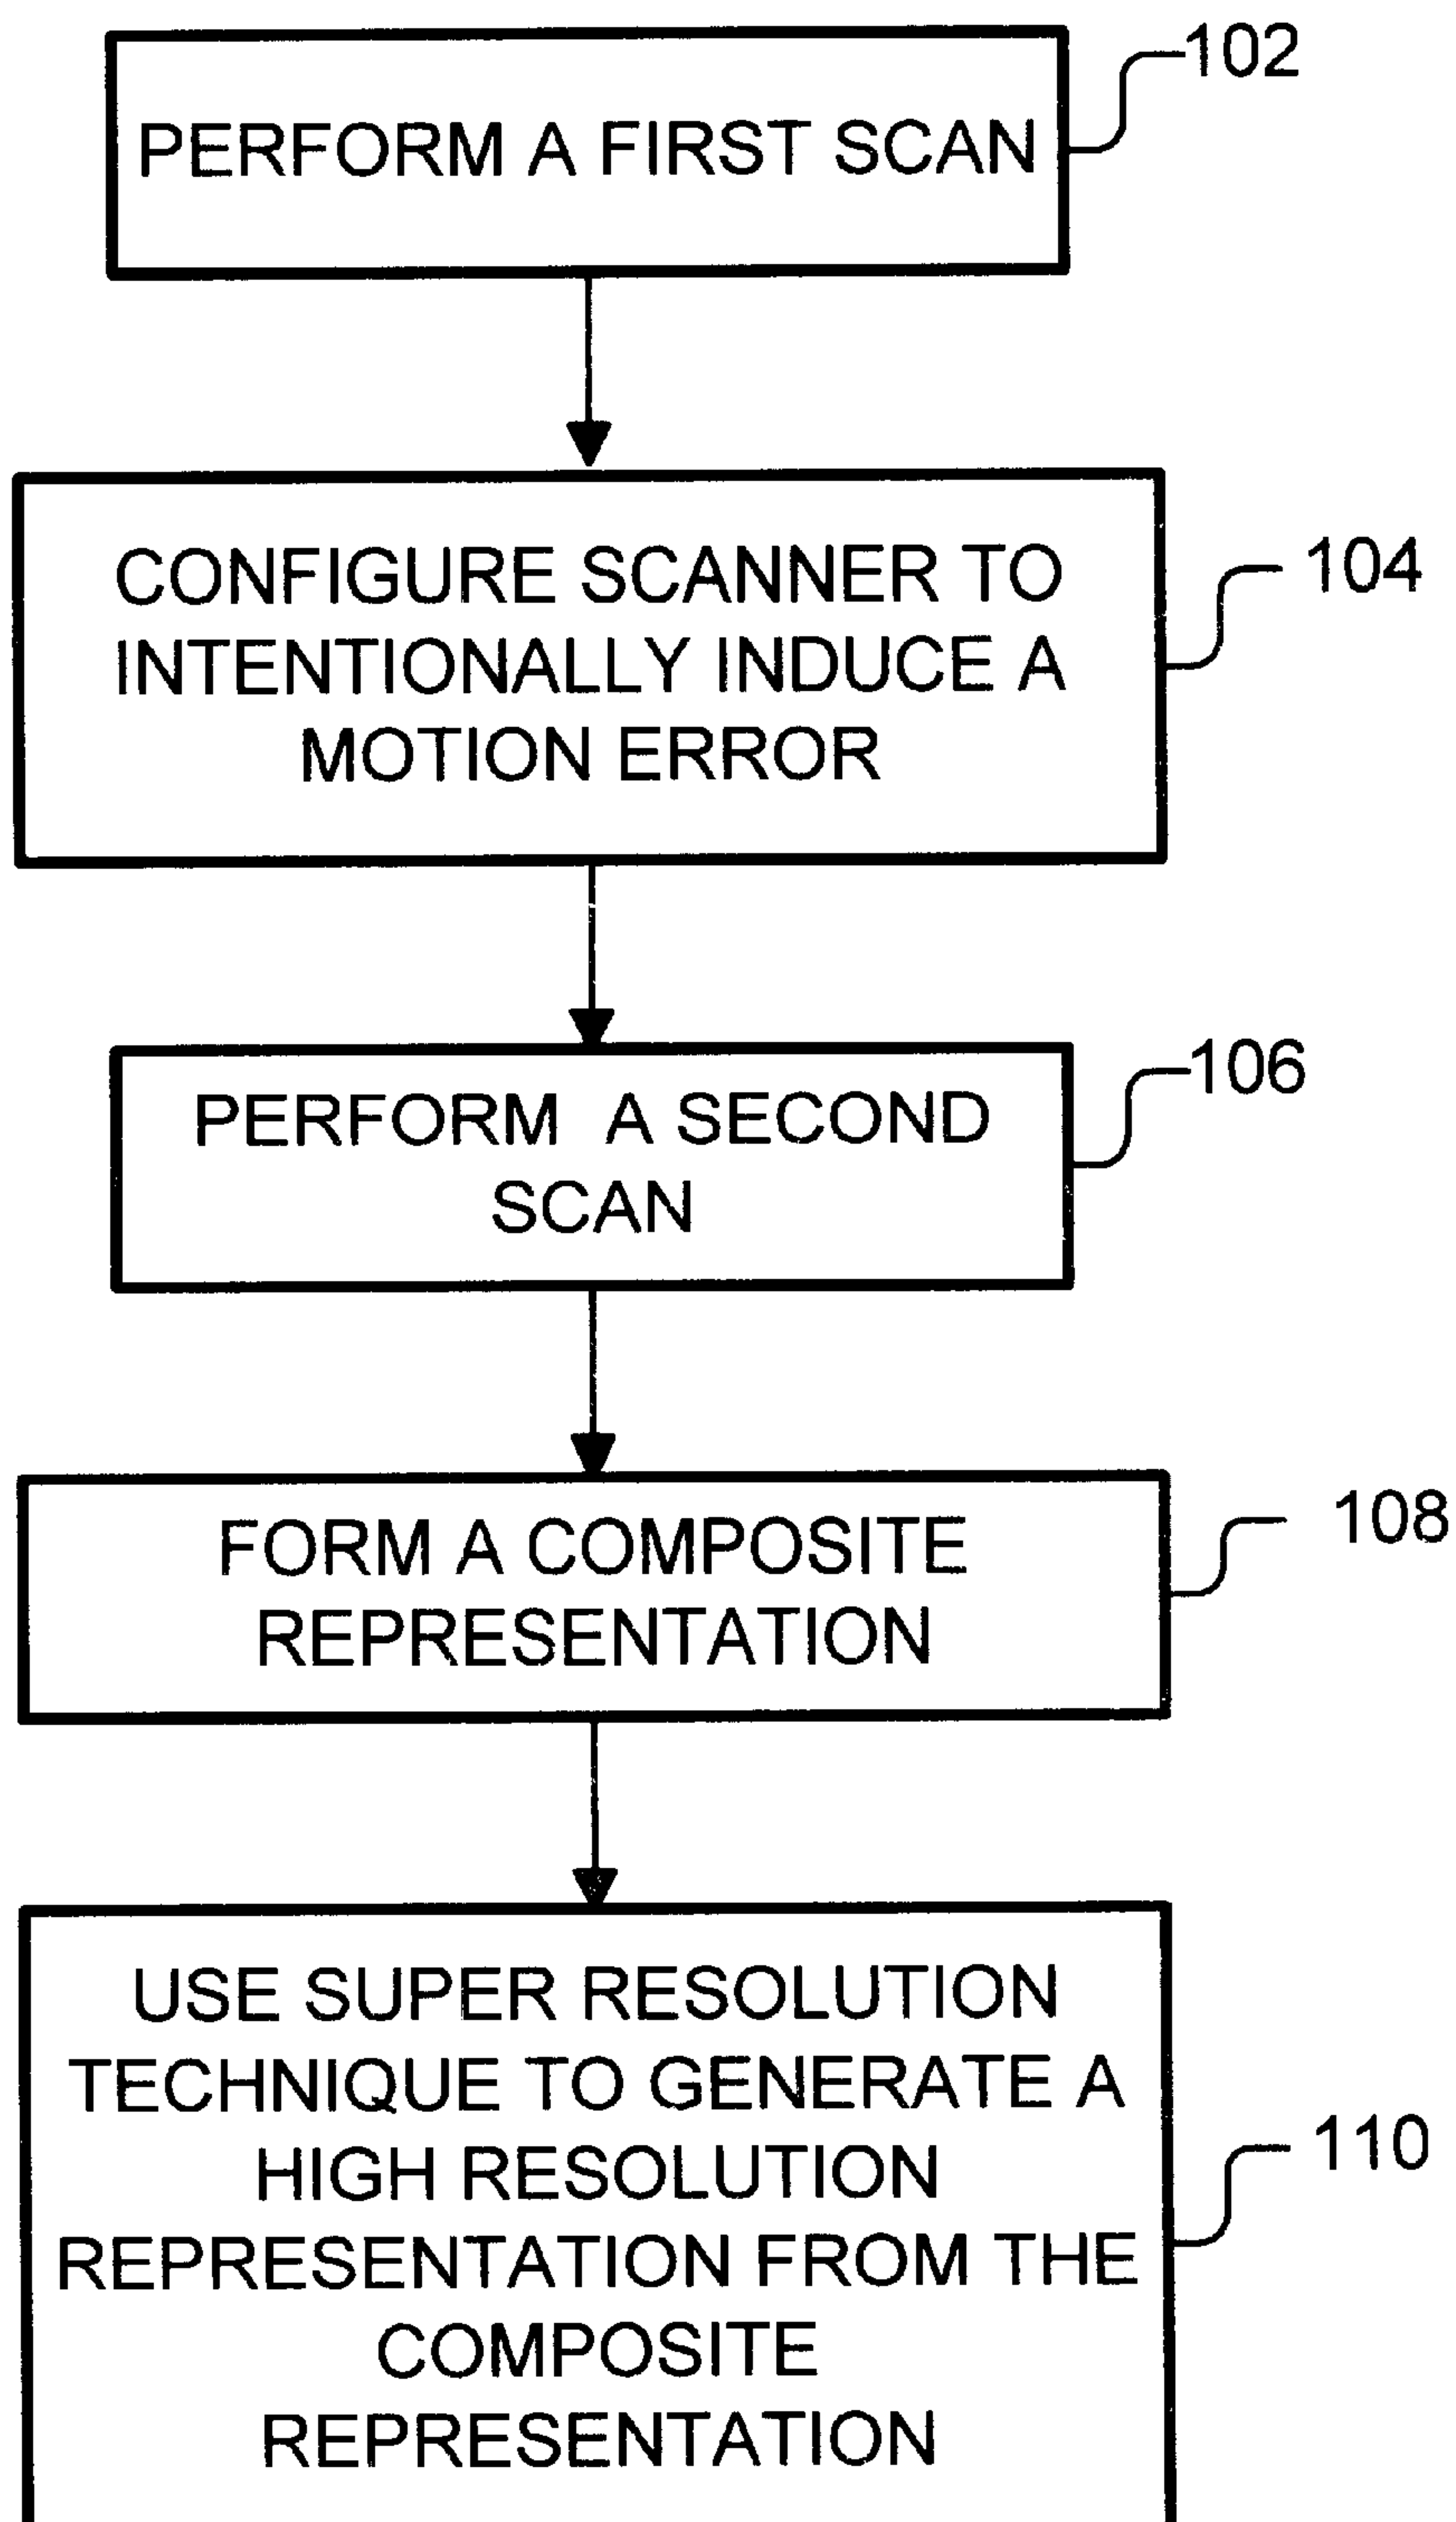 102
PERFORM A FIRST SCAN
104
CONFIGURE SCANNER TO
INTENTIONALLY INDUCE A
MOTION ERROR
106
PERFORM A SECOND
SCAN
108
FORM A COMPOSITE
REPRESENTATION
USE SUPER RESOLUTION
TECHNIQUE TO GENERATE A
110
HIGH RESOLUTION
REPRESENTATION FROM THE
COMPOSITE
REPRESENTATION